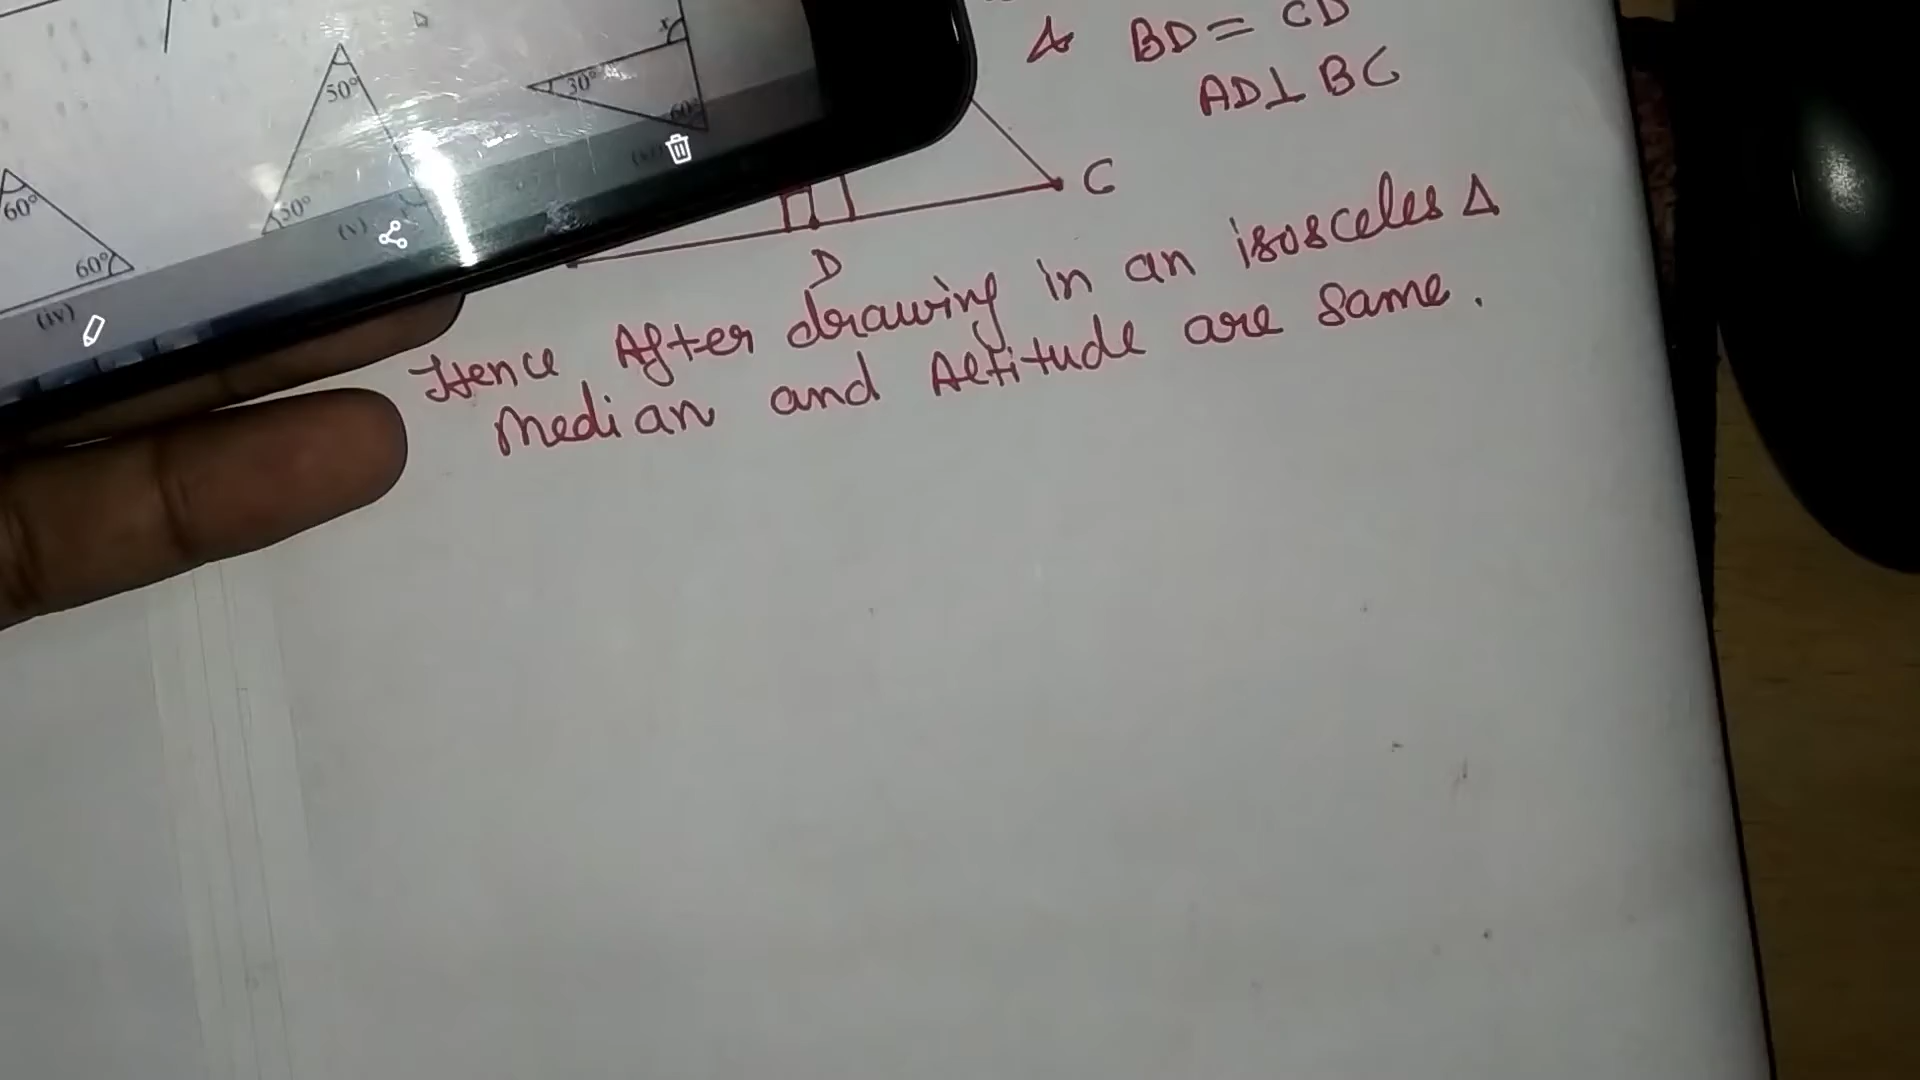 Δ BD = CD
AD⊥BC
C
D
Hence After drawing in an isosceles Δ
Median and Altitude are same.
x
50°
30°
60°
60°
50°
60°
(v)
(iv)